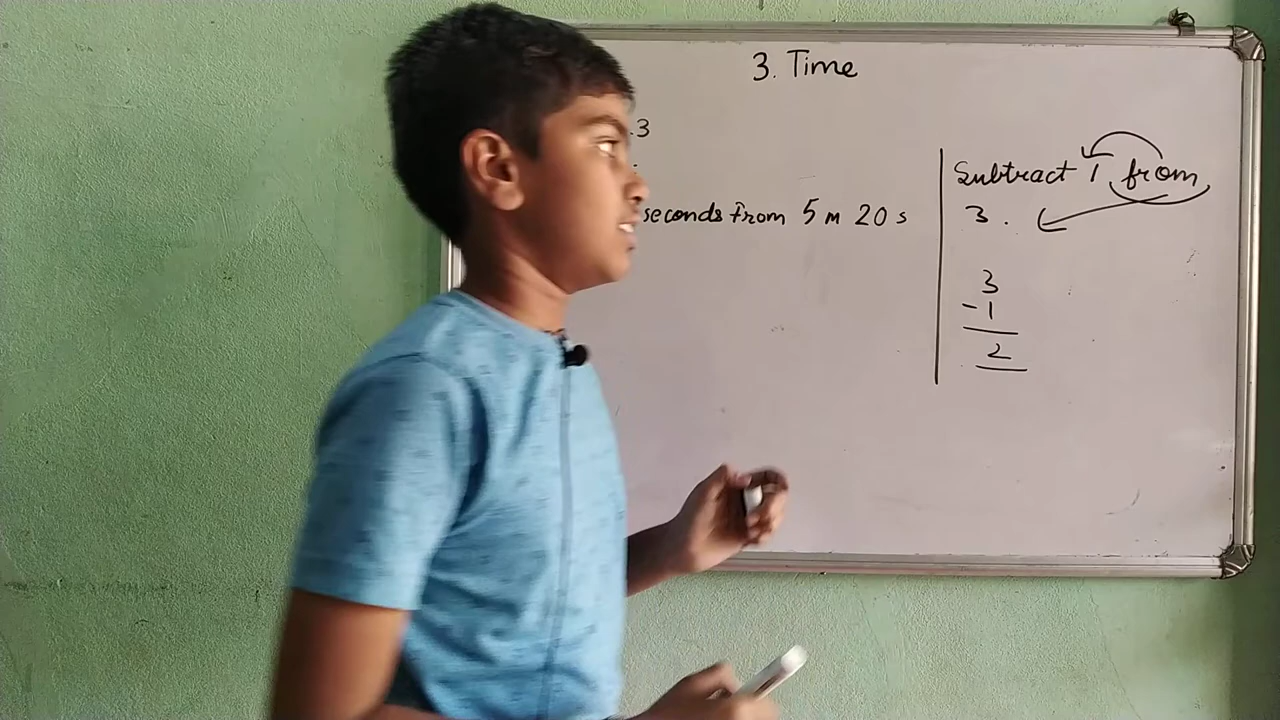 3. Time
.3
seconds from 5 m 20 s
Subtract 1 from
3.
3
-1
2